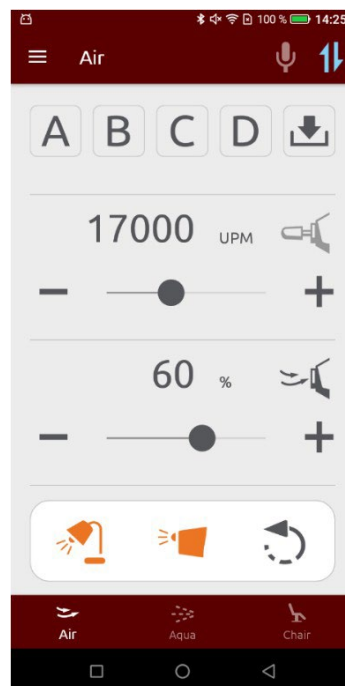 100 % 14:25
Air
A B C D
17000 UPM
60 %
Air Aqua Chair